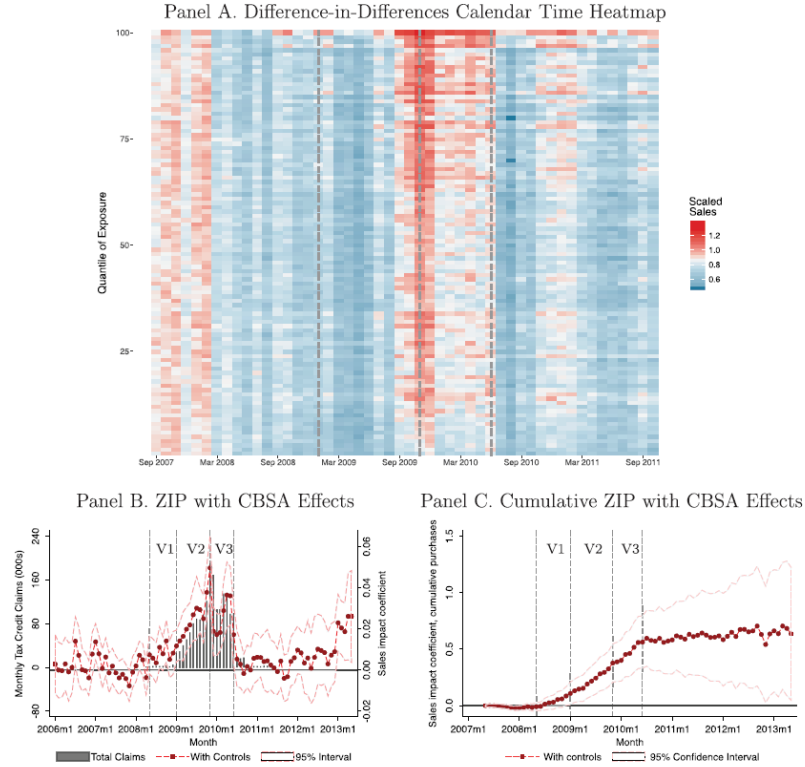 Panel A. Difference-in-Differences Calendar Time Heatmap
100
75
50
25
Quantile of Exposure
Sep 2007 Mar 2008 Sep 2008 Mar 2009 Sep 2009 Mar 2010 Sep 2010 Mar 2011 Sep 2011
Scaled
Sales
1.2
1.0
0.8
0.6
Panel B. ZIP with CBSA Effects
Monthly Tax Credit Claims (000s)
240
160
80
0
-80
V1 V2 V3
0.06
0.04
0.02
0.00
-0.02
Sales impact coefficient
2006m1 2007m1 2008m1 2009m1 2010m1 2011m1 2012m1 2013m1
Month
Total Claims With Controls 95% Interval
Panel C. Cumulative ZIP with CBSA Effects
Sales impact coefficient, cumulative purchases
1.5
1.0
0.5
0.0
V1 V2 V3
2007m1 2008m1 2009m1 2010m1 2011m1 2012m1 2013m1
Month
With controls 95% Confidence Interval